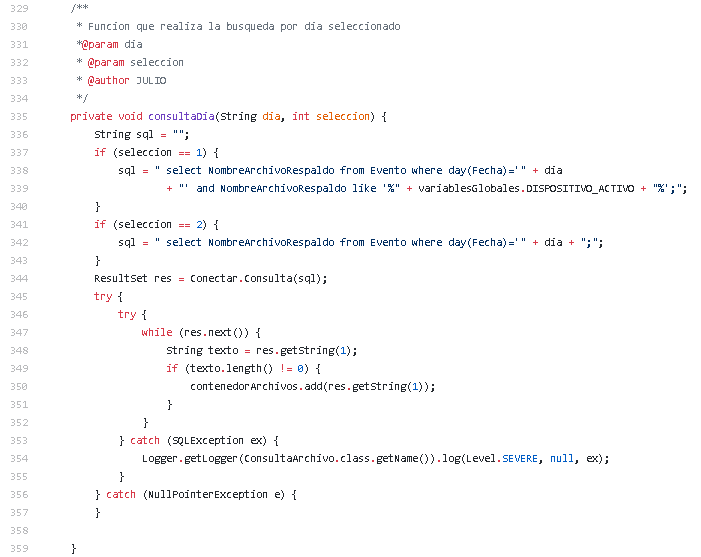 329 /**
330 * Funcion que realiza la busqueda por dia seleccionado
331 *@param dia
332 * @param seleccion
333 * @author JULIO
334 */
335 private void consultaDia(String dia, int seleccion) {
336 String sql = "";
337 if (seleccion == 1) {
338 sql = " select NombreArchivoRespaldo from Evento where day(Fecha)='" + dia
339 + "' and NombreArchivoRespaldo like '%" + variablesGlobales.DISPOSITIVO_ACTIVO + "%';";
340 }
341 if (seleccion == 2) {
342 sql = " select NombreArchivoRespaldo from Evento where day(Fecha)='" + dia + ";";
343 }
344 ResultSet res = Conectar.Consulta(sql);
345 try {
346 try {
347 while (res.next()) {
348 String texto = res.getString(1);
349 if (texto.length() != 0) {
350 contenedorArchivos.add(res.getString(1));
351 }
352 }
353 } catch (SQLException ex) {
354 Logger.getLogger(ConsultaArchivo.class.getName()).log(Level.SEVERE, null, ex);
355 }
356 } catch (NullPointerException e) {
357 }
358
359 }